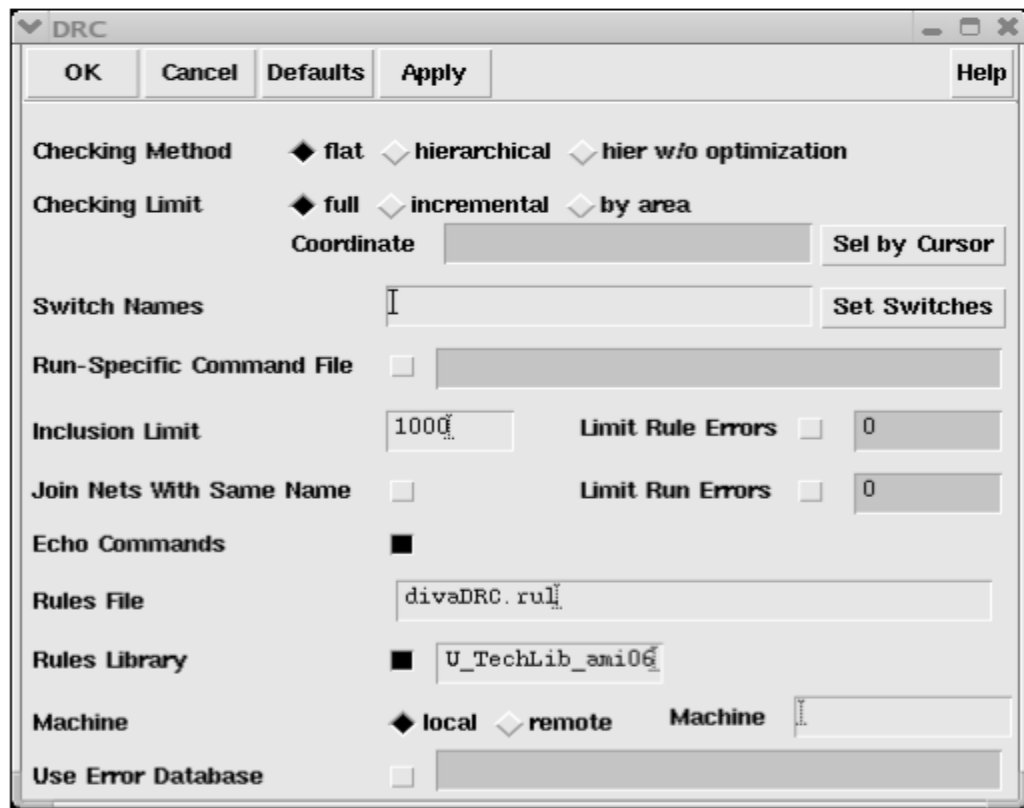 DRC
OK Cancel Defaults Apply Help
Checking Method flat hierarchical hier w/o optimization
Checking Limit full incremental by area
Coordinate Sel by Cursor
Switch Names Set Switches
Run-Specific Command File
Inclusion Limit 1000 Limit Rule Errors 0
Join Nets With Same Name Limit Run Errors 0
Echo Commands
Rules File divaDRC.rul
Rules Library U_TechLib_ami06
Machine local remote Machine
Use Error Database